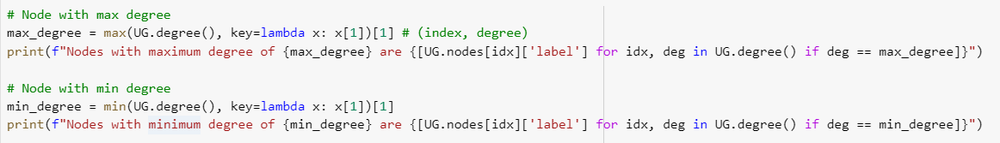 # Node with max degree
max_degree = max(UG.degree(), key=lambda x: x[1])[1] # (index, degree)
print(f"Nodes with maximum degree of {max_degree} are {[UG.nodes[idx]['label'] for idx, deg in UG.degree() if deg == max_degree]}")
# Node with min degree
min_degree = min(UG.degree(), key=lambda x: x[1])[1]
print(f"Nodes with minimum degree of {min_degree} are {[UG.nodes[idx]['label'] for idx, deg in UG.degree() if deg == min_degree]}")